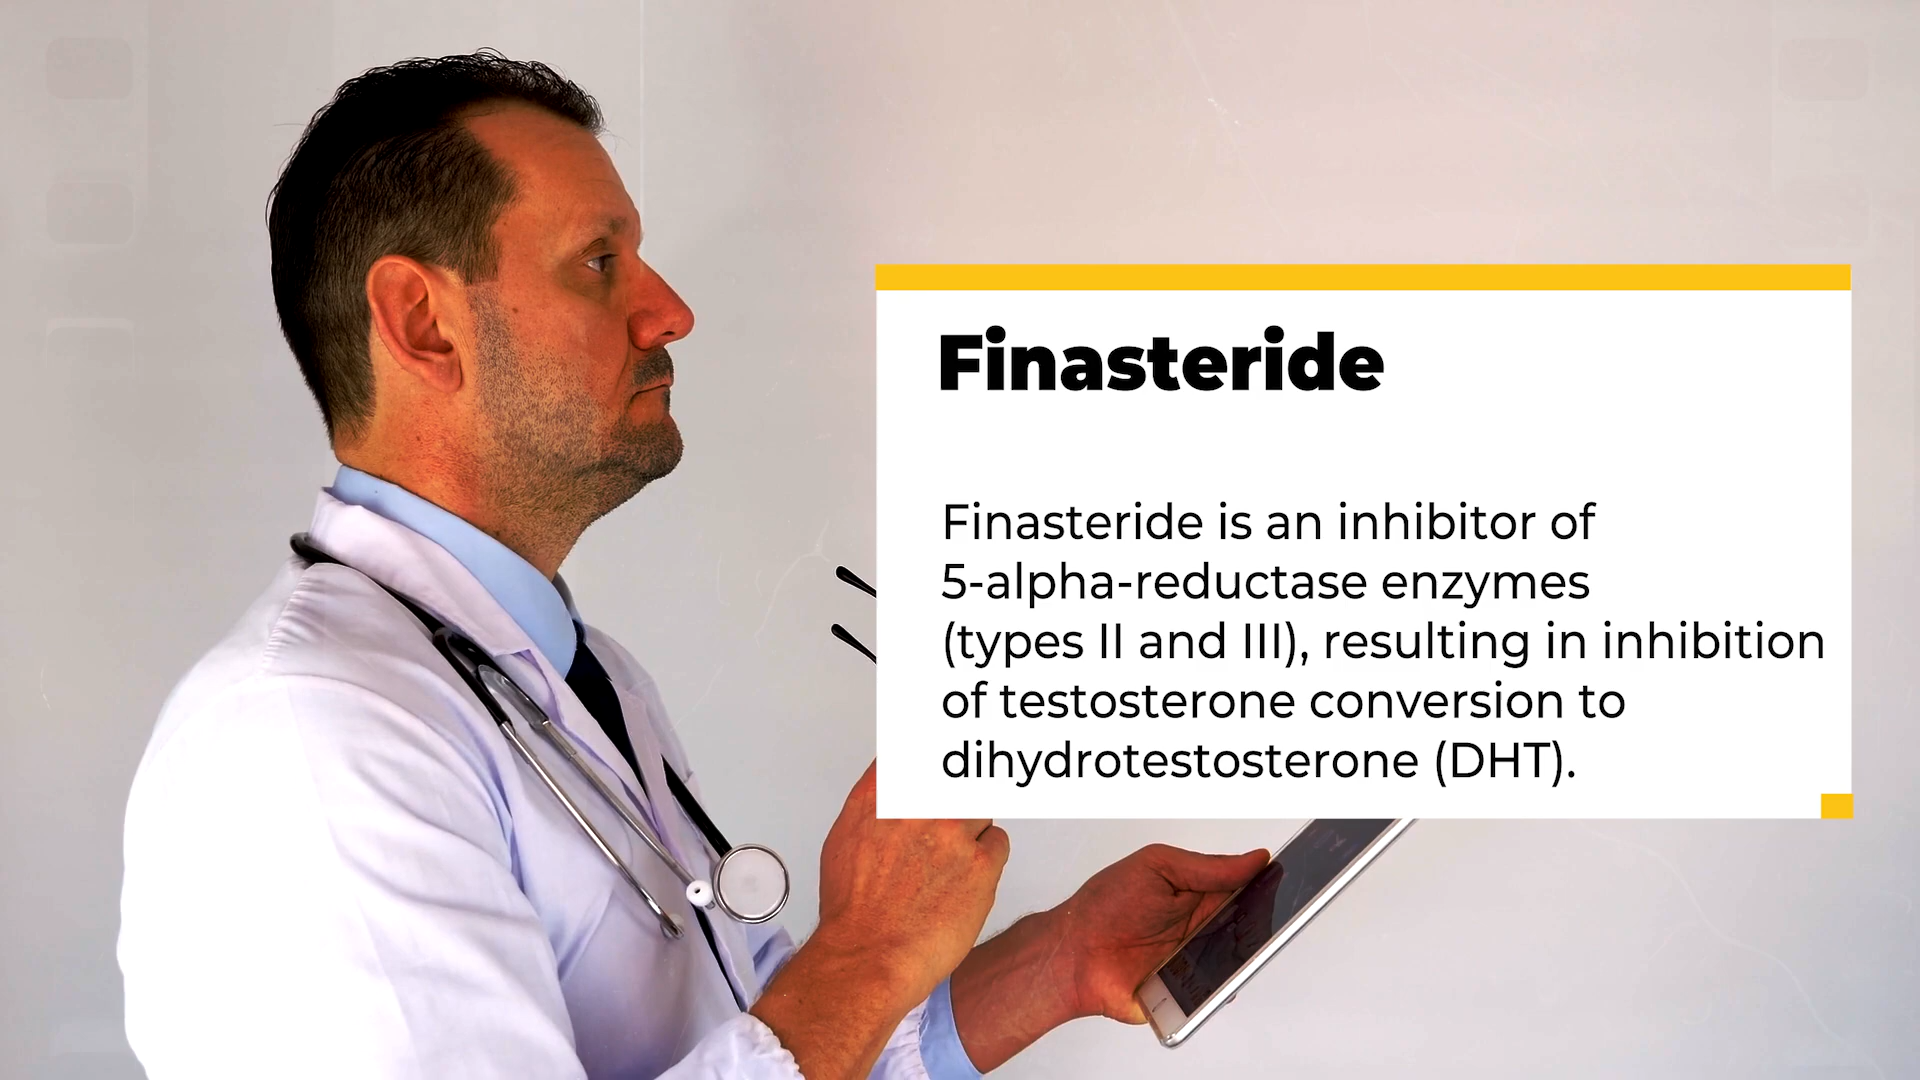 Finasteride
Finasteride is an inhibitor of
5-alpha-reductase enzymes
(types II and III), resulting in inhibition
of testosterone conversion to
dihydrotestosterone (DHT).